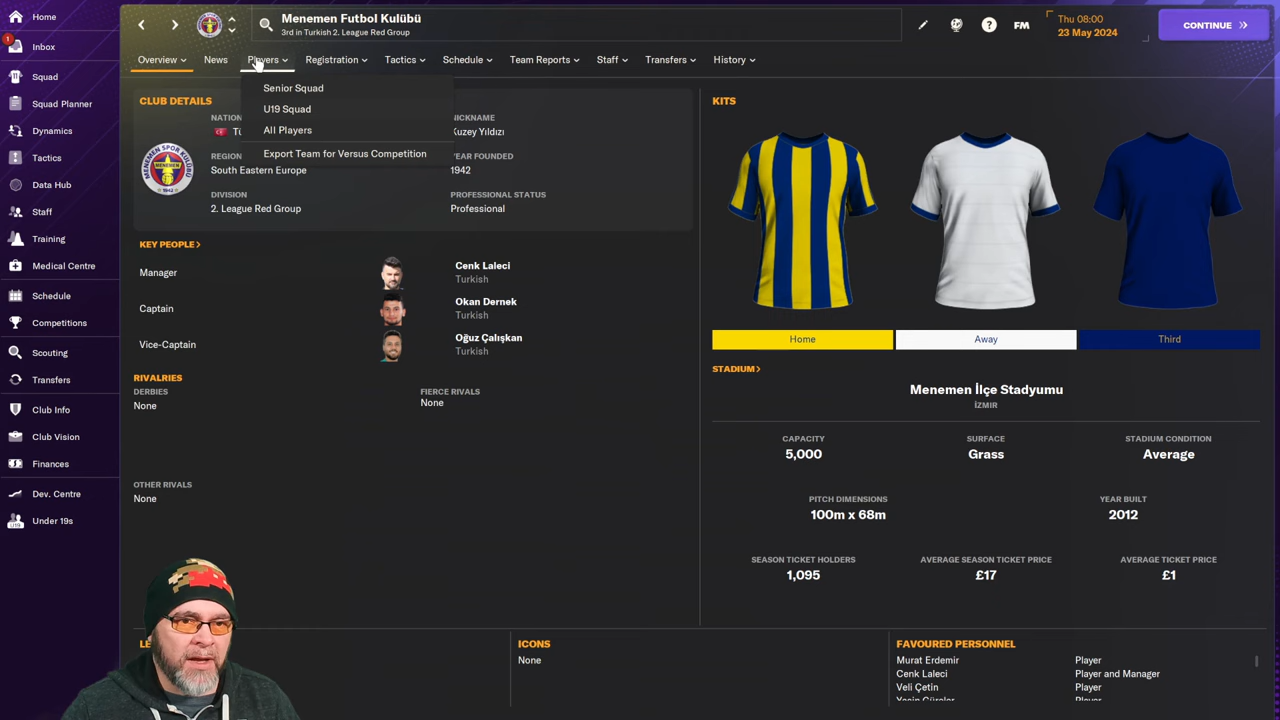 Home
1
Inbox
Squad
Squad Planner
Dynamics
Tactics
Data Hub
Staff
Training
Medical Centre
Schedule
Competitions
Scouting
Transfers
Club Info
Club Vision
Finances
Dev. Centre
U19
Under 19s
Menemen Futbol Kulübü
3rd in Turkish 2. League Red Group
?
FM
Thu 08:00
23 May 2024
CONTINUE
Overview
News
Players
Registration
Tactics
Schedule
Team Reports
Staff
Transfers
History
Senior Squad
U19 Squad
All Players
Export Team for Versus Competition
CLUB DETAILS
MENEMEN SPOR KULÜBÜ
MENEMEN
1942
NATION
NICKNAME
Kuzey Yıldızı
REGION
South Eastern Europe
YEAR FOUNDED
1942
DIVISION
2. League Red Group
PROFESSIONAL STATUS
Professional
KEY PEOPLE
Manager
Cenk Laleci
Turkish
Captain
Okan Dernek
Turkish
Vice-Captain
Oğuz Çalışkan
Turkish
RIVALRIES
DERBIES
None
FIERCE RIVALS
None
OTHER RIVALS
None
KITS
Home
Away
Third
STADIUM
Menemen İlçe Stadyumu
İZMIR
CAPACITY
5,000
SURFACE
Grass
STADIUM CONDITION
Average
PITCH DIMENSIONS
100m x 68m
YEAR BUILT
2012
SEASON TICKET HOLDERS
1,095
AVERAGE SEASON TICKET PRICE
£17
AVERAGE TICKET PRICE
£1
ICONS
None
FAVOURED PERSONNEL
Murat Erdemir
Player
Cenk Laleci
Player and Manager
Veli Çetin
Player